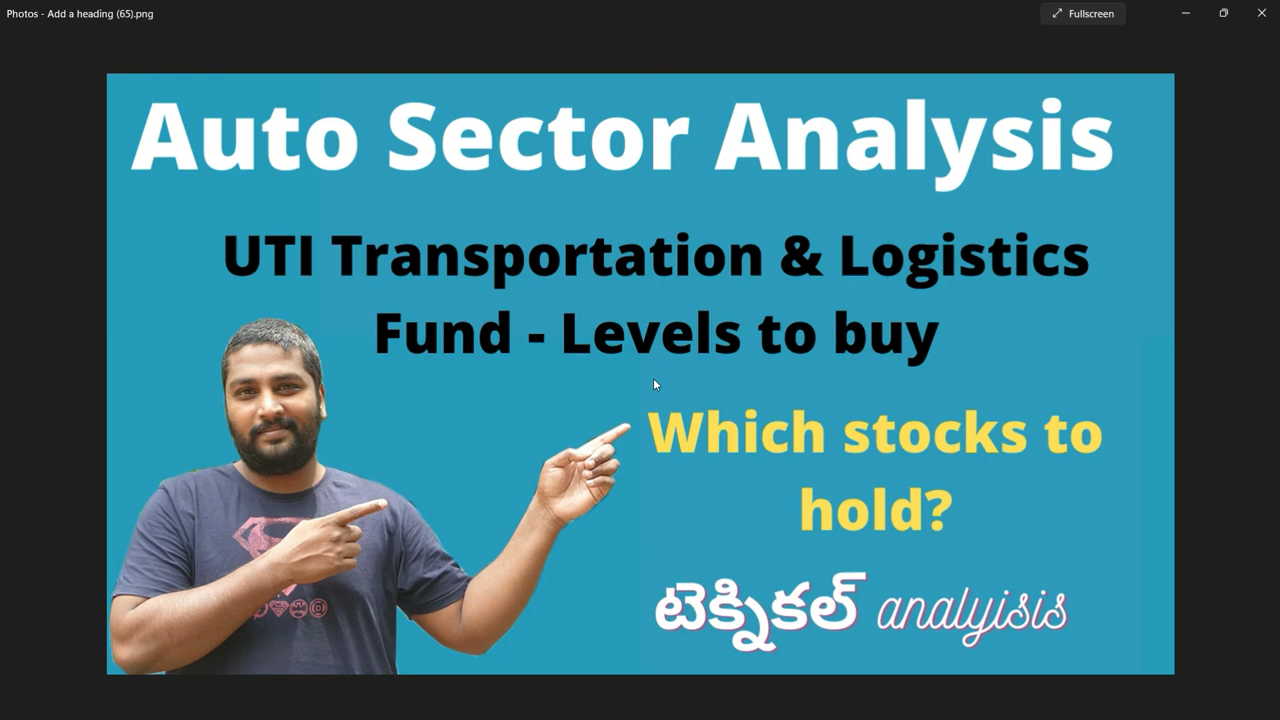 Photos - Add a heading (65).png
Fullscreen
Auto Sector Analysis
UTI Transportation & Logistics
Fund - Levels to buy
Which stocks to
hold?
టెక్నికల్ analyisis